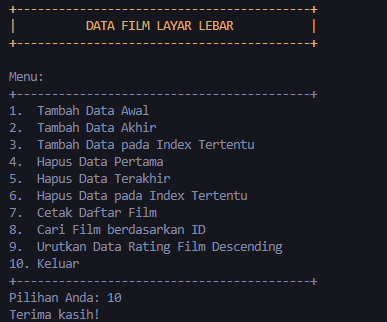 +--------------------------------------+
|         DATA FILM LAYAR LEBAR          |
+--------------------------------------+
Menu:
+--------------------------------------+
1.  Tambah Data Awal
2.  Tambah Data Akhir
3.  Tambah Data pada Index Tertentu
4.  Hapus Data Pertama
5.  Hapus Data Terakhir
6.  Hapus Data pada Index Tertentu
7.  Cetak Daftar Film
8.  Cari Film berdasarkan ID
9.  Urutkan Data Rating Film Descending
10. Keluar
+--------------------------------------+
Pilihan Anda: 10
Terima kasih!